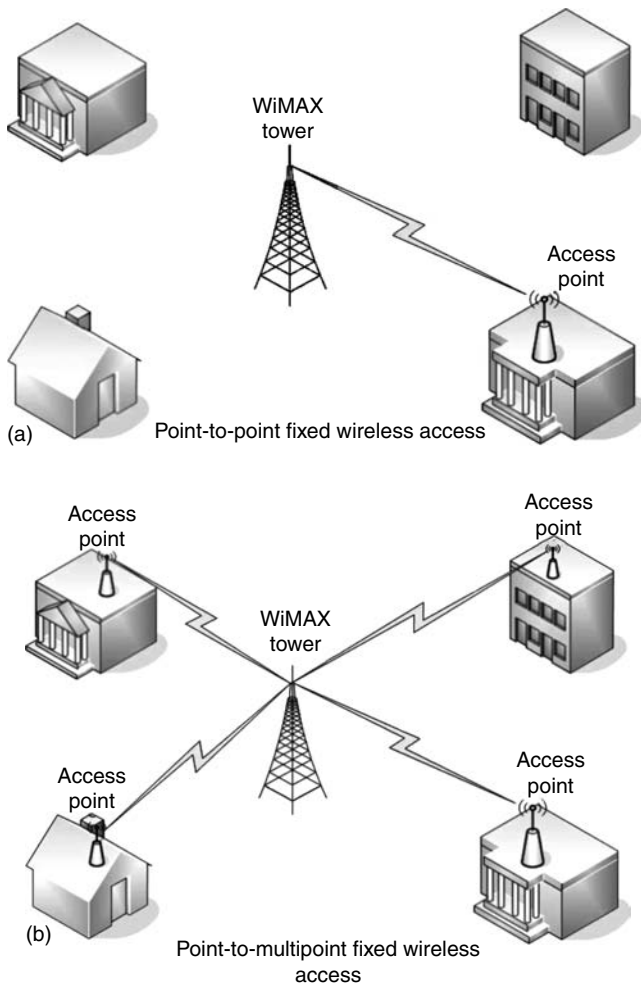 WiMAX
tower
Access
point
(a)
Point-to-point fixed wireless access
Access
point
Access
point
WiMAX
tower
Access
point
Access
point
(b)
Point-to-multipoint fixed wireless
access